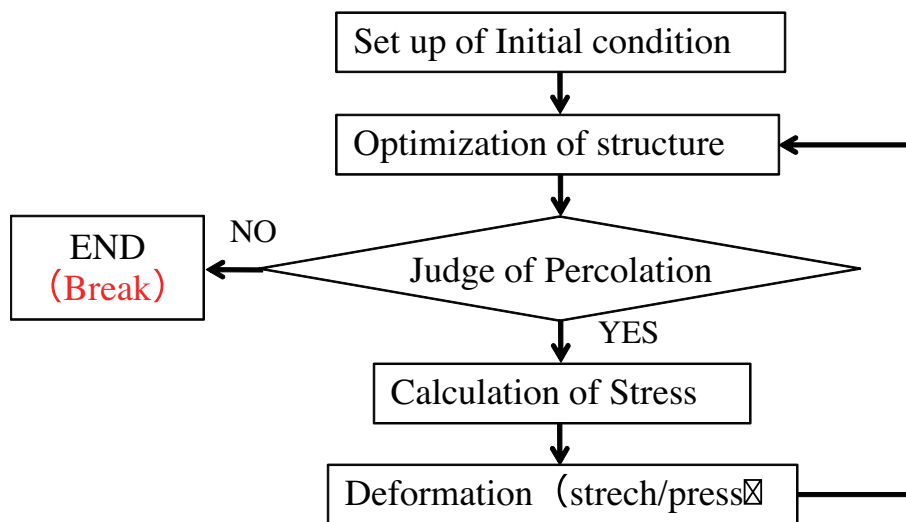 Set up of Initial condition
Optimization of structure
NO
END
（Break）
Judge of Percolation
YES
Calculation of Stress
Deformation（strech/press